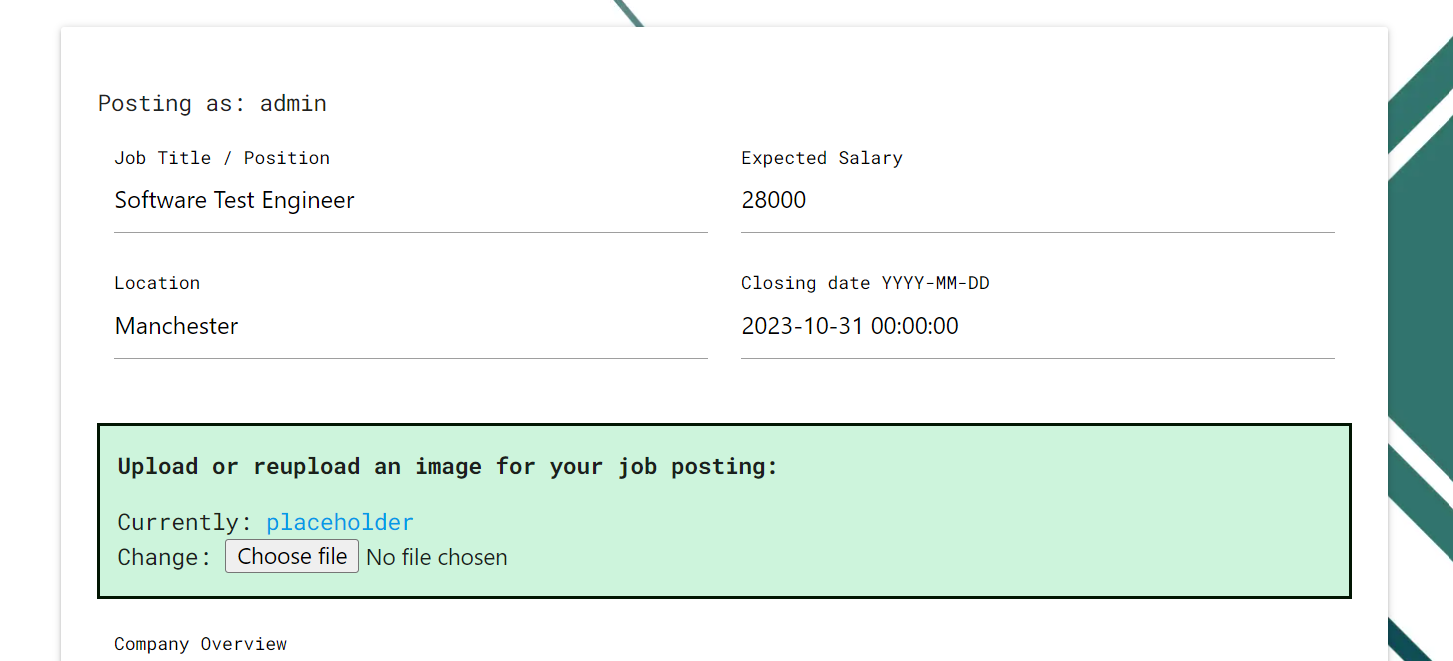 Posting as: admin
Job Title / Position
Software Test Engineer
Expected Salary
28000
Location
Manchester
Closing date YYYY-MM-DD
2023-10-31 00:00:00
Upload or reupload an image for your job posting:
Currently: placeholder
Change: Choose file No file chosen
Company Overview